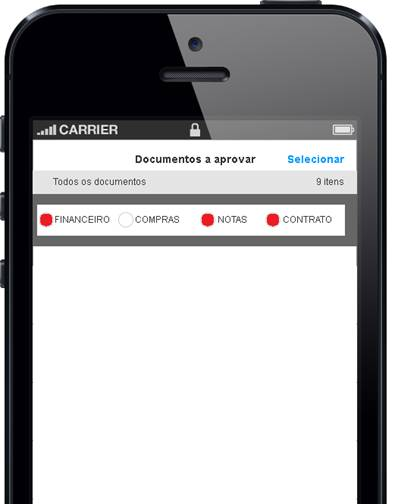 CARRIER
Documentos a aprovar Selecionar
Todos os documentos 9 itens
FINANCEIRO COMPRAS NOTAS CONTRATO